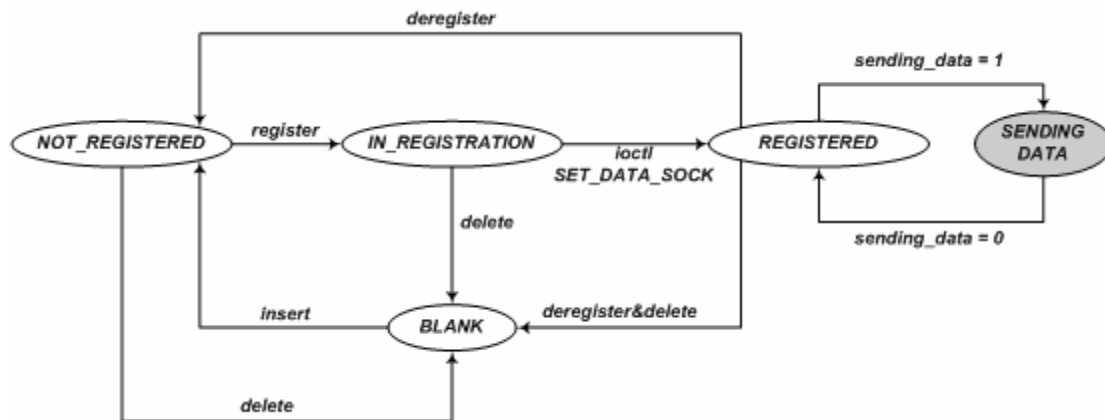 deregister
sending_data = 1
NOT_REGISTERED
register
IN_REGISTRATION
ioctl
SET_DATA_SOCK
REGISTERED
SENDING
DATA
delete
sending_data = 0
insert
BLANK
deregister&delete
delete